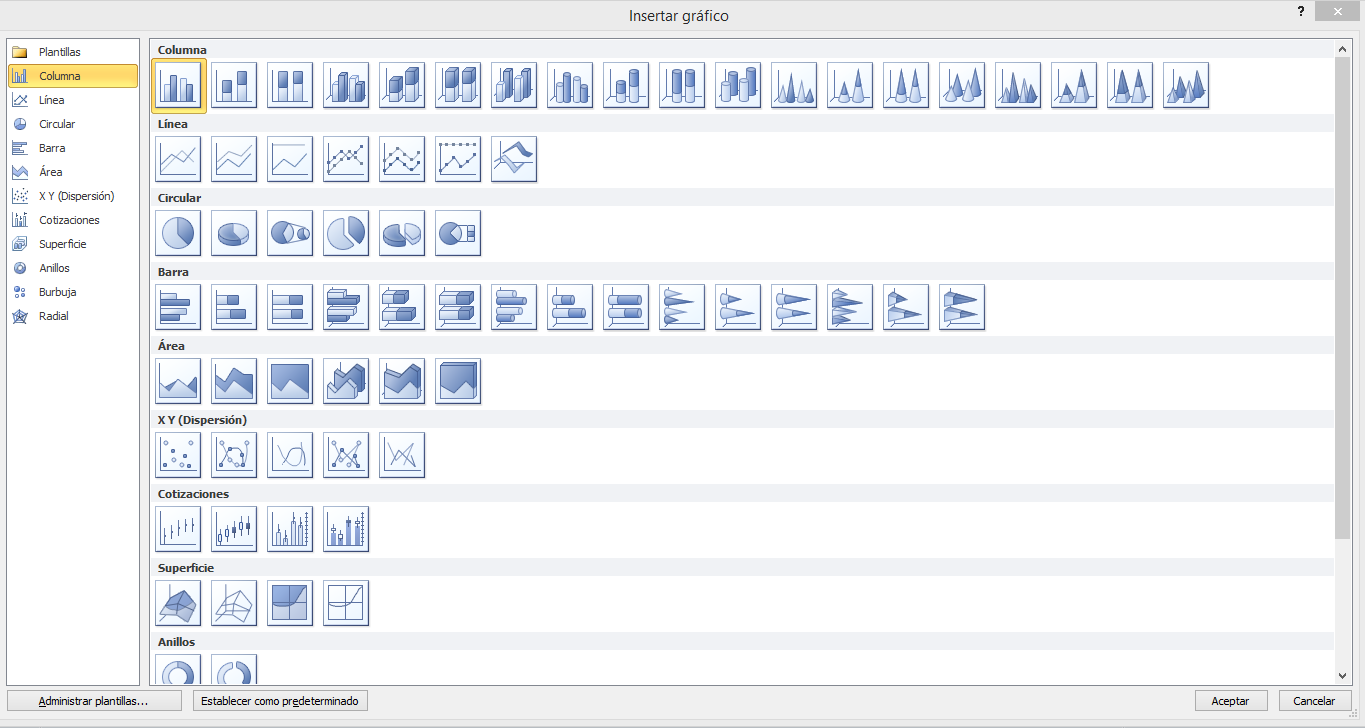 Insertar gráfico
?
Plantillas
Columna
Línea
Circular
Barra
Área
X Y (Dispersión)
Cotizaciones
Superficie
Anillos
Burbuja
Radial
Columna
Línea
Circular
Barra
Área
X Y (Dispersión)
Cotizaciones
Superficie
Anillos
Administrar plantillas...
Establecer como predeterminado
Aceptar
Cancelar